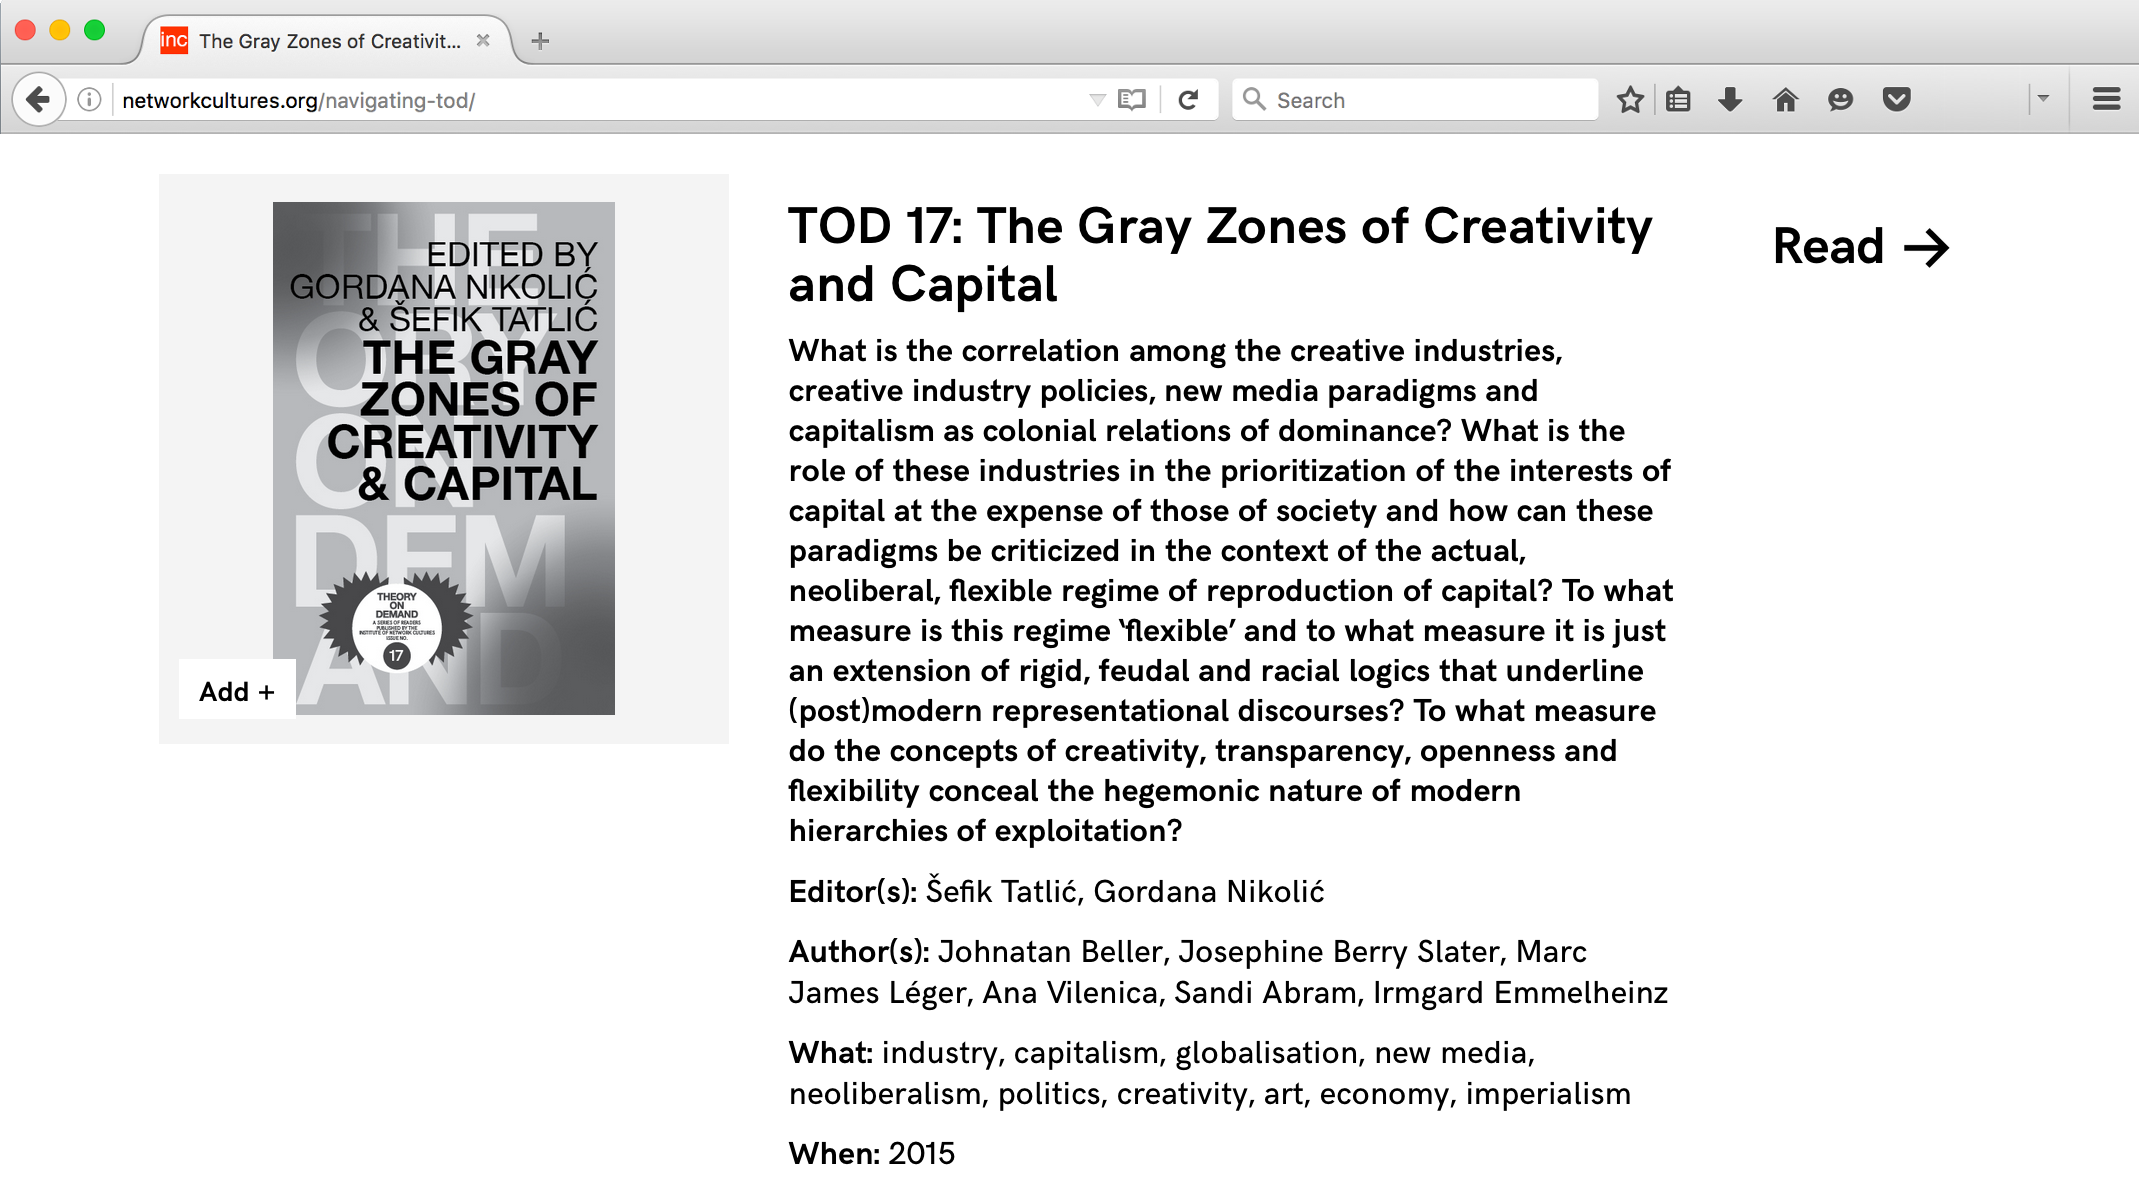 inc The Gray Zones of Creativit...
networkcultures.org/navigating-tod/
Search
THE
ORY
ON
DEM
AND
EDITED BY
GORDANA NIKOLIĆ
& ŠEFIK TATLIĆ
THE GRAY
ZONES OF
CREATIVITY
& CAPITAL
THEORY
ON
DEMAND
A SERIES OF READERS
PUBLISHED BY THE
INSTITUTE OF NETWORK CULTURES
ISSUE NO.
17
Add +
TOD 17: The Gray Zones of Creativity
and Capital
What is the correlation among the creative industries,
creative industry policies, new media paradigms and
capitalism as colonial relations of dominance? What is the
role of these industries in the prioritization of the interests of
capital at the expense of those of society and how can these
paradigms be criticized in the context of the actual,
neoliberal, flexible regime of reproduction of capital? To what
measure is this regime ‘flexible’ and to what measure it is just
an extension of rigid, feudal and racial logics that underline
(post)modern representational discourses? To what measure
do the concepts of creativity, transparency, openness and
flexibility conceal the hegemonic nature of modern
hierarchies of exploitation?
Editor(s): Šefik Tatlić, Gordana Nikolić
Author(s): Johnatan Beller, Josephine Berry Slater, Marc
James Léger, Ana Vilenica, Sandi Abram, Irmgard Emmelheinz
What: industry, capitalism, globalisation, new media,
neoliberalism, politics, creativity, art, economy, imperialism
When: 2015
Read →